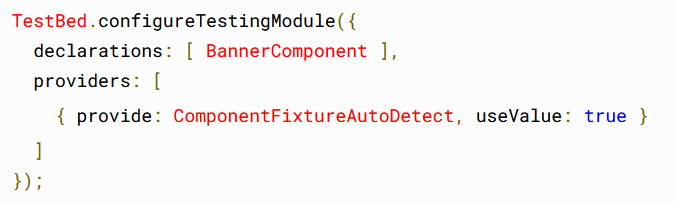 TestBed.configureTestingModule({
  declarations: [ BannerComponent ],
  providers: [
    { provide: ComponentFixtureAutoDetect, useValue: true }
  ]
});